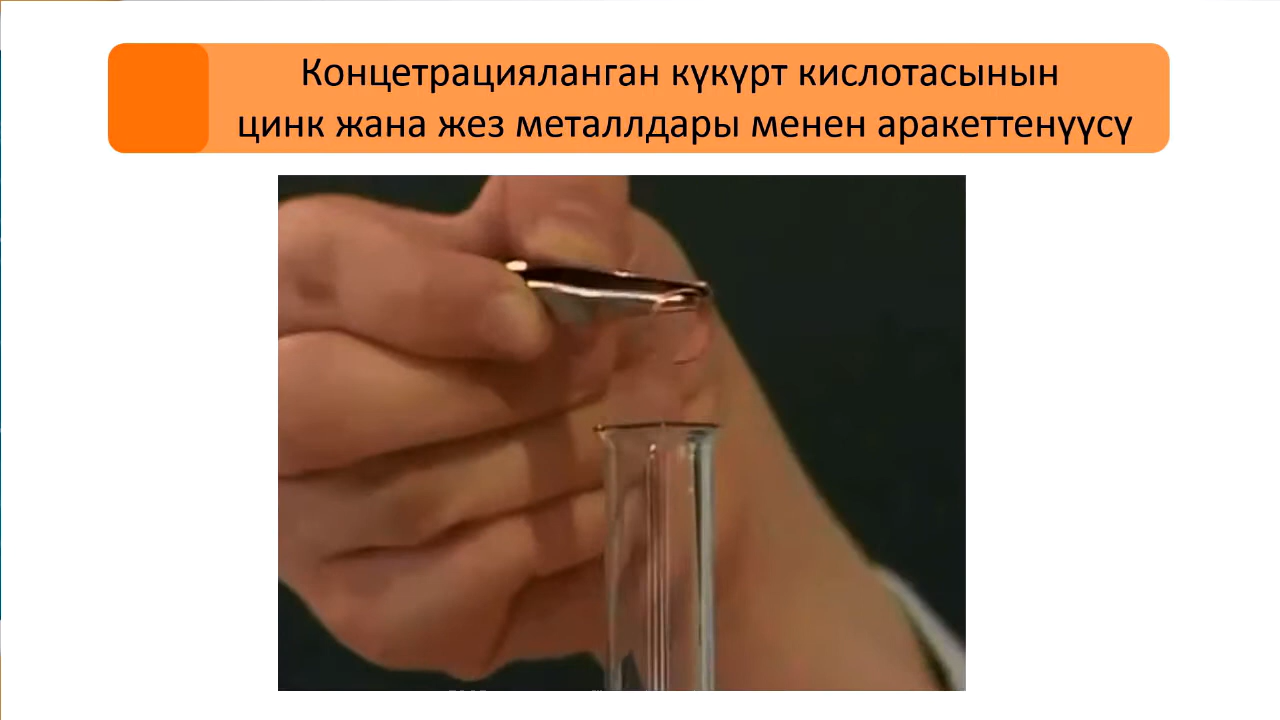 Концетрацияланган күкүрт кислотасынын
цинк жана жез металлдары менен аракеттенүүсү